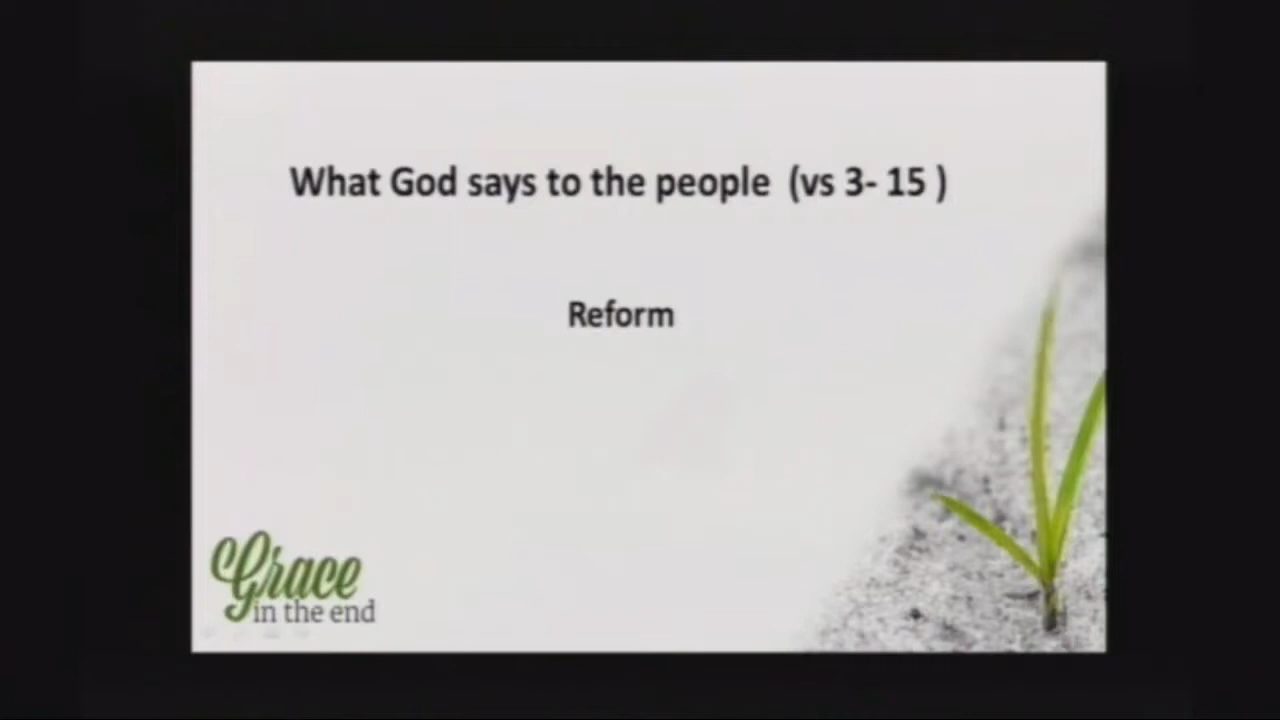 What God says to the people (vs 3- 15 )
Reform
Grace
in the end